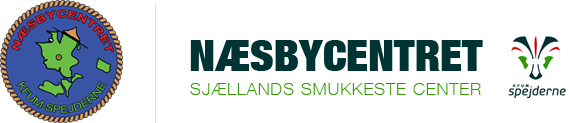 NÆSBYCENTRET
KFUM-SPEJDERNE
NÆSBYCENTRET
SJÆLLANDS SMUKKESTE CENTER
KFUM
spejderne